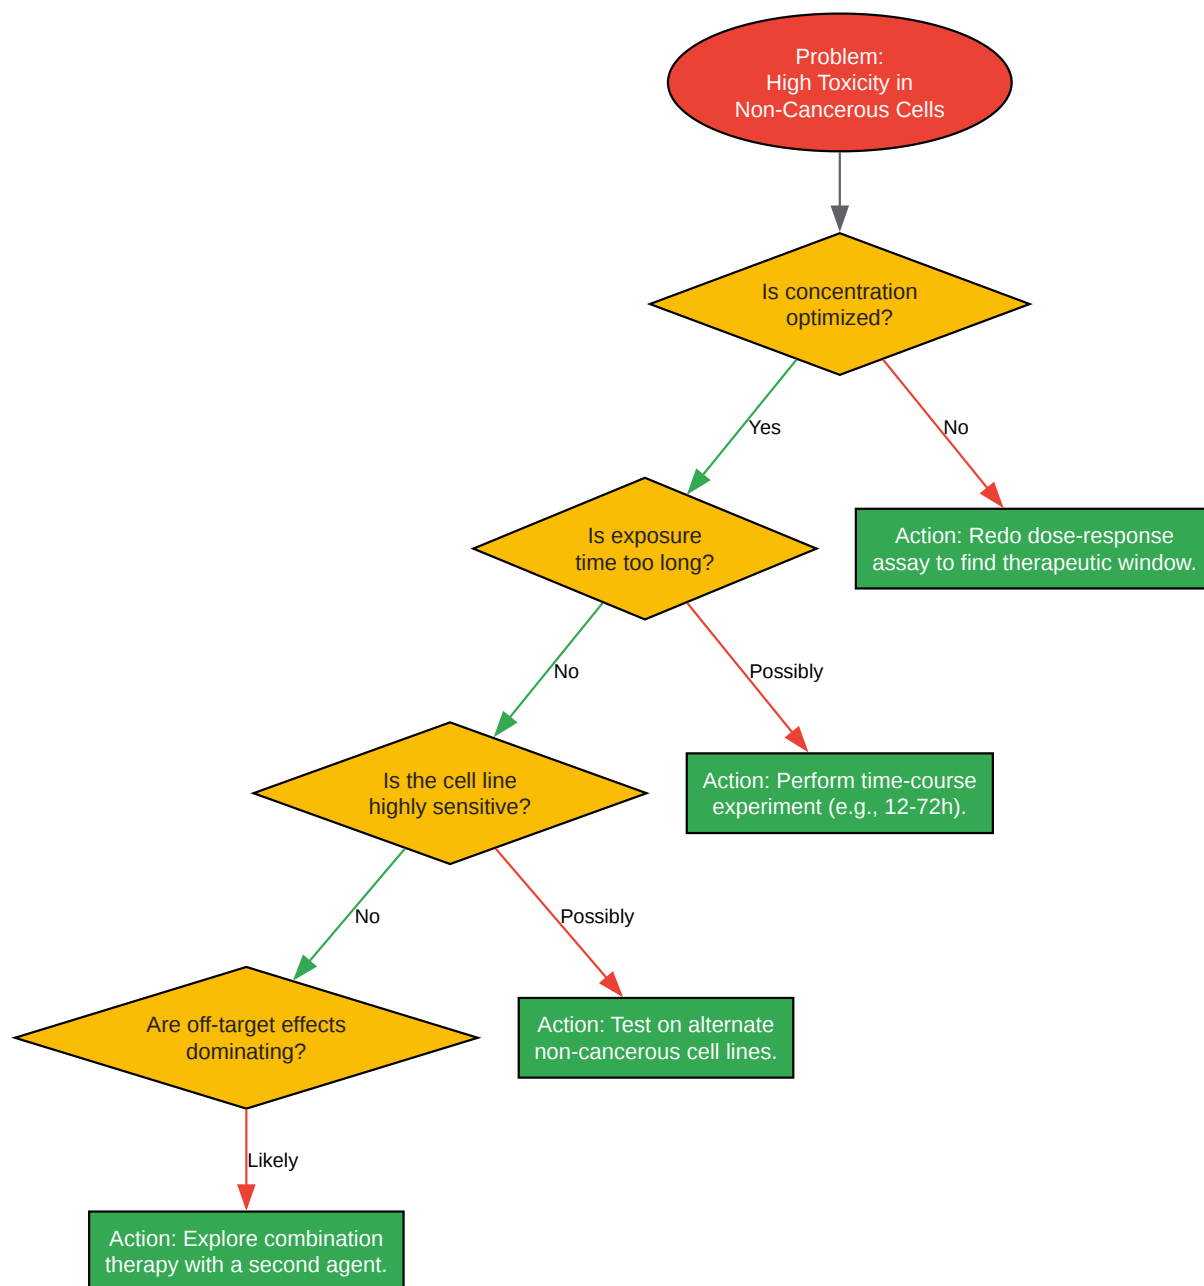 Problem:
High Toxicity in
Non-Cancerous Cells
Is concentration
optimized?
Yes
No
Is exposure
time too long?
Action: Redo dose-response
assay to find therapeutic window.
No
Possibly
Is the cell line
highly sensitive?
Action: Perform time-course
experiment (e.g., 12-72h).
No
Possibly
Are off-target effects
dominating?
Action: Test on alternate
non-cancerous cell lines.
Likely
Action: Explore combination
therapy with a second agent.